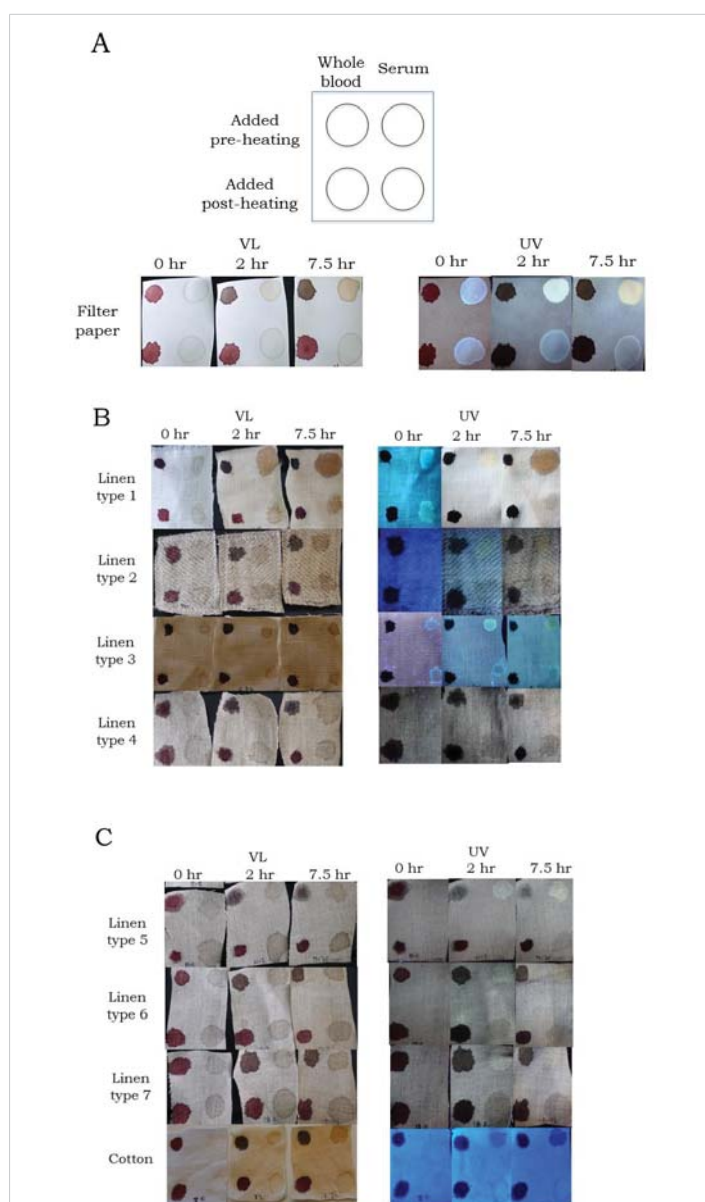 A
Whole
blood
Serum
Added
pre-heating
Added
post-heating
VL
0 hr 2 hr 7.5 hr
UV
0 hr 2 hr 7.5 hr
Filter
paper
B
VL
0 hr 2 hr 7.5 hr
UV
0 hr 2 hr 7.5 hr
Linen
type 1
Linen
type 2
Linen
type 3
Linen
type 4
C
VL
0 hr 2 hr 7.5 hr
UV
0 hr 2 hr 7.5 hr
Linen
type 5
Linen
type 6
Linen
type 7
Cotton